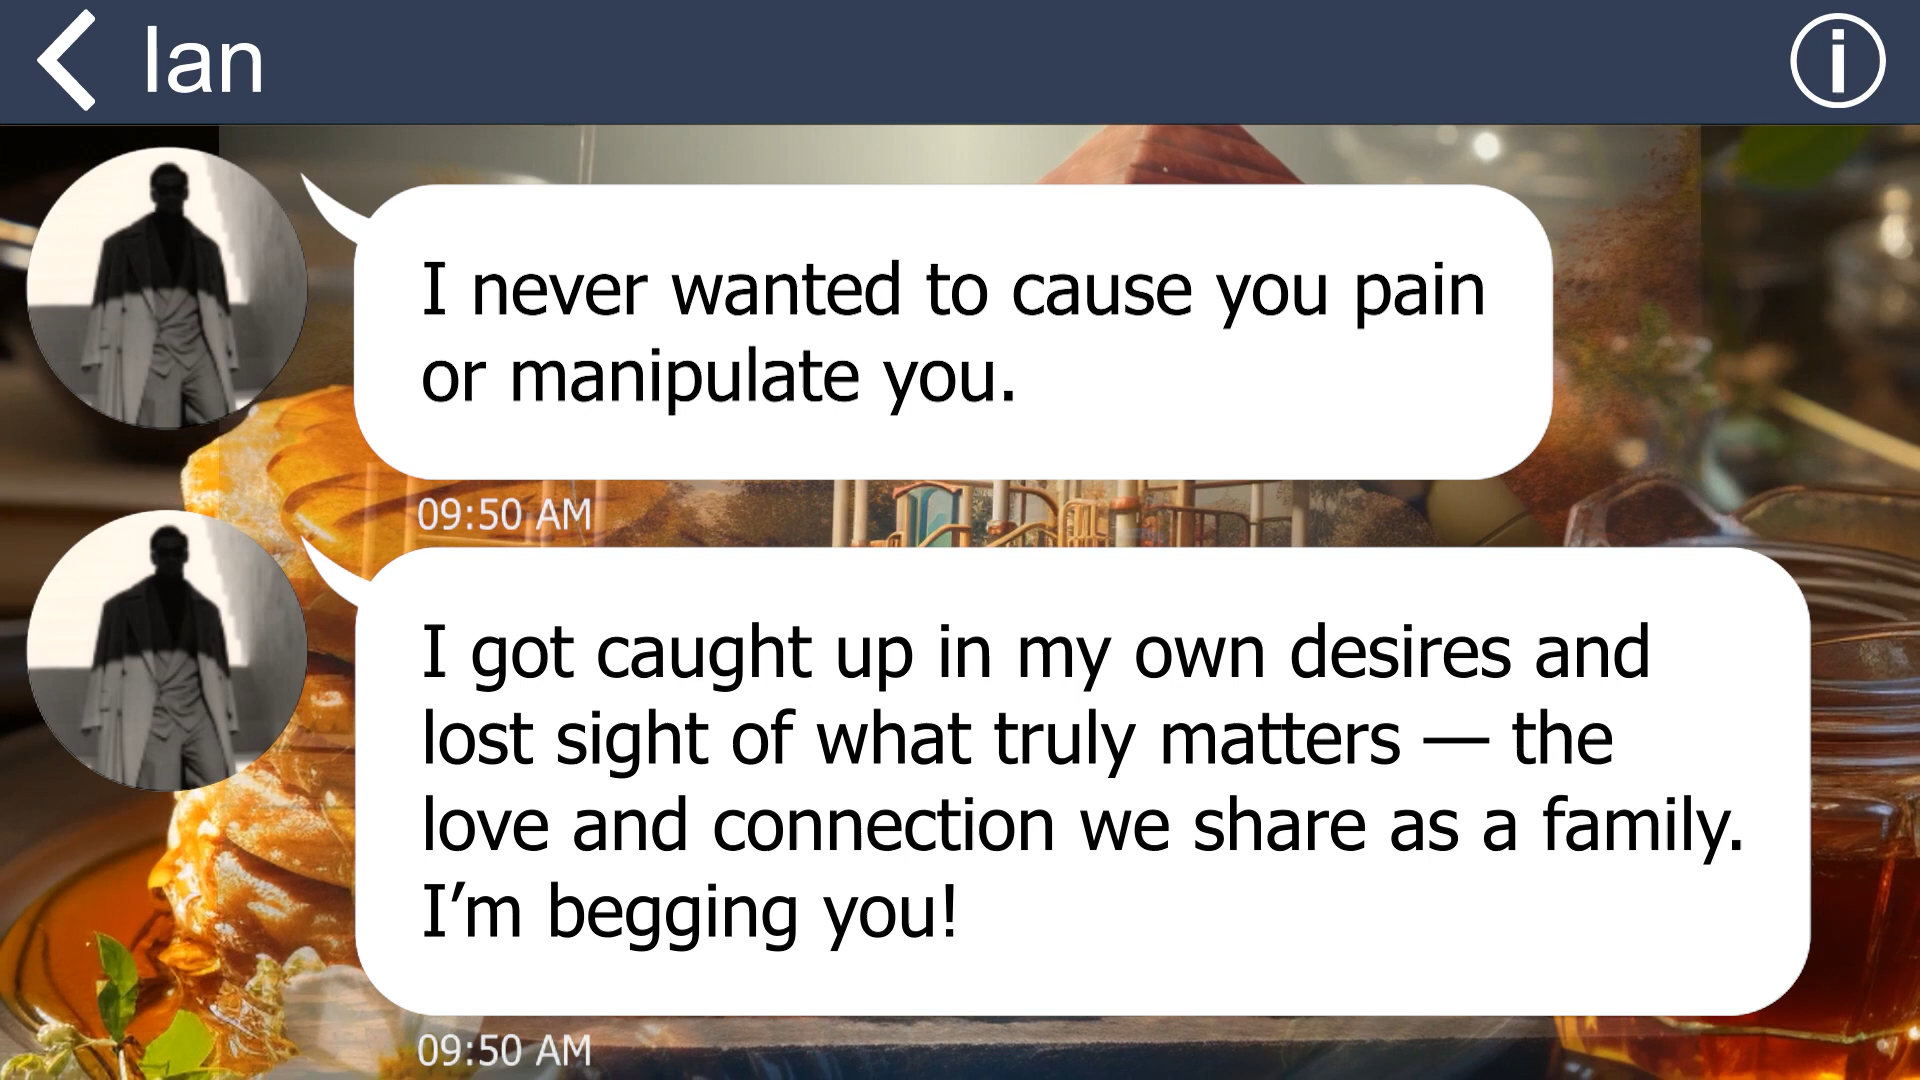 Ian
I never wanted to cause you pain
or manipulate you.
09:50 AM
I got caught up in my own desires and
lost sight of what truly matters — the
love and connection we share as a family.
I’m begging you!
09:50 AM